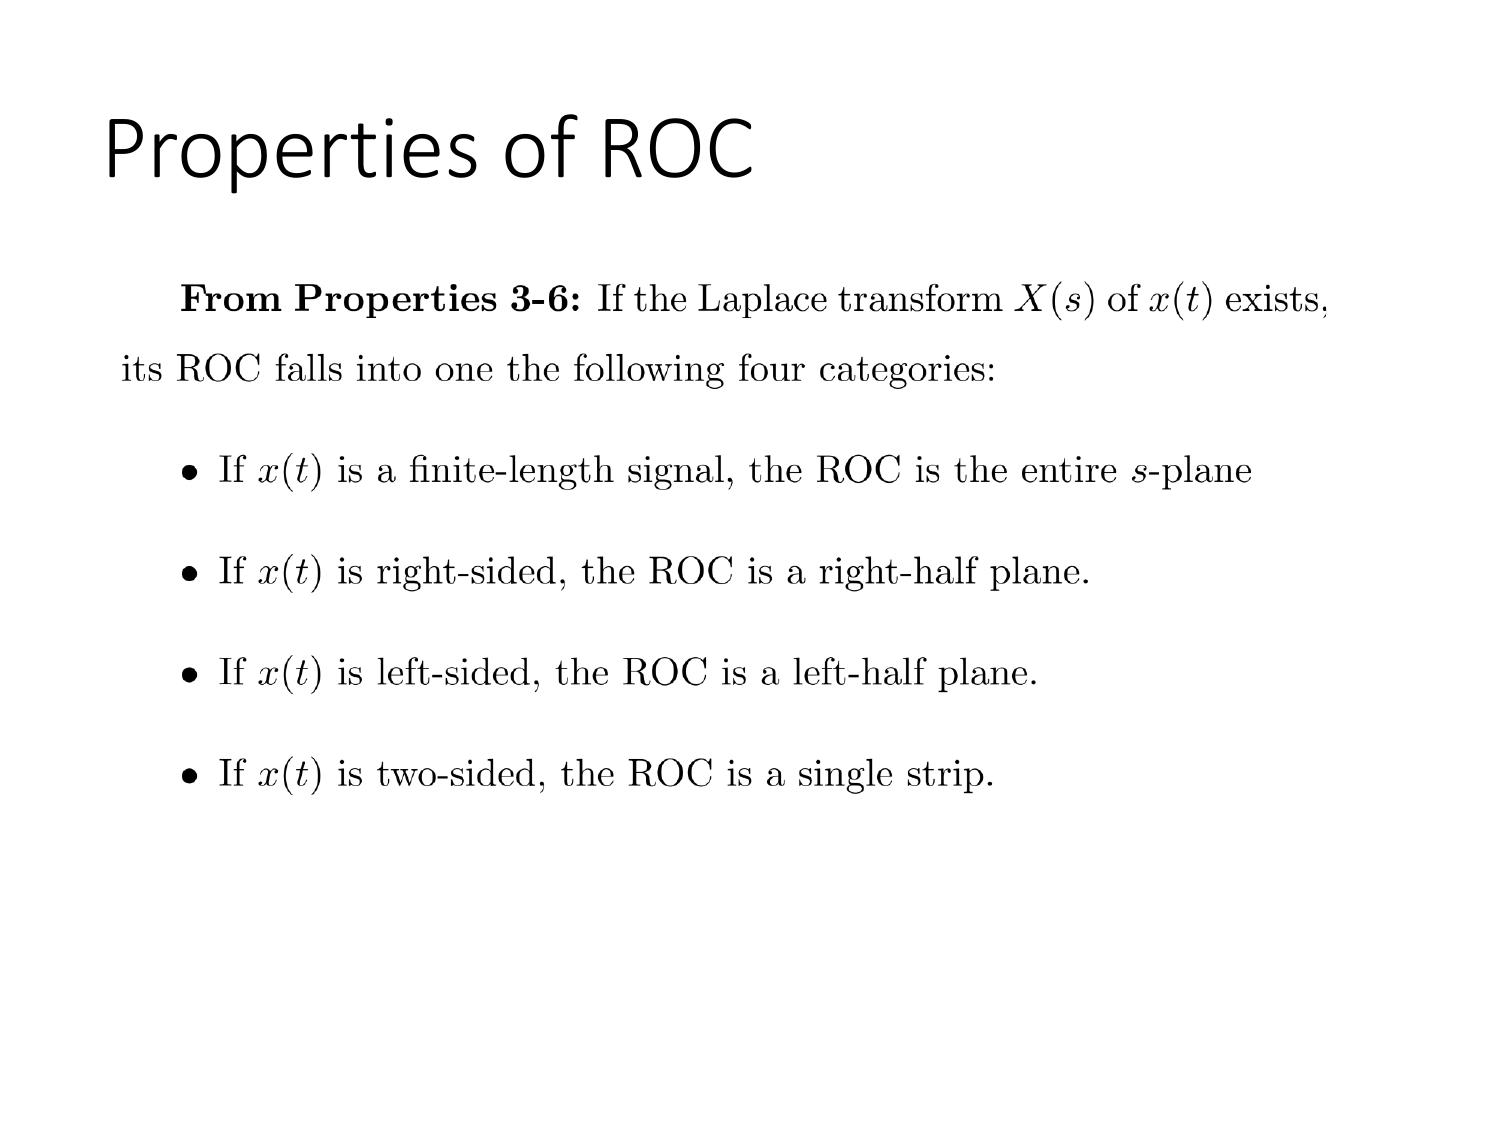 Properties of ROC
From Properties 3-6: If the Laplace transform X(s) of x(t) exists,
its ROC falls into one the following four categories:
• If x(t) is a finite-length signal, the ROC is the entire s-plane
• If x(t) is right-sided, the ROC is a right-half plane.
• If x(t) is left-sided, the ROC is a left-half plane.
• If x(t) is two-sided, the ROC is a single strip.